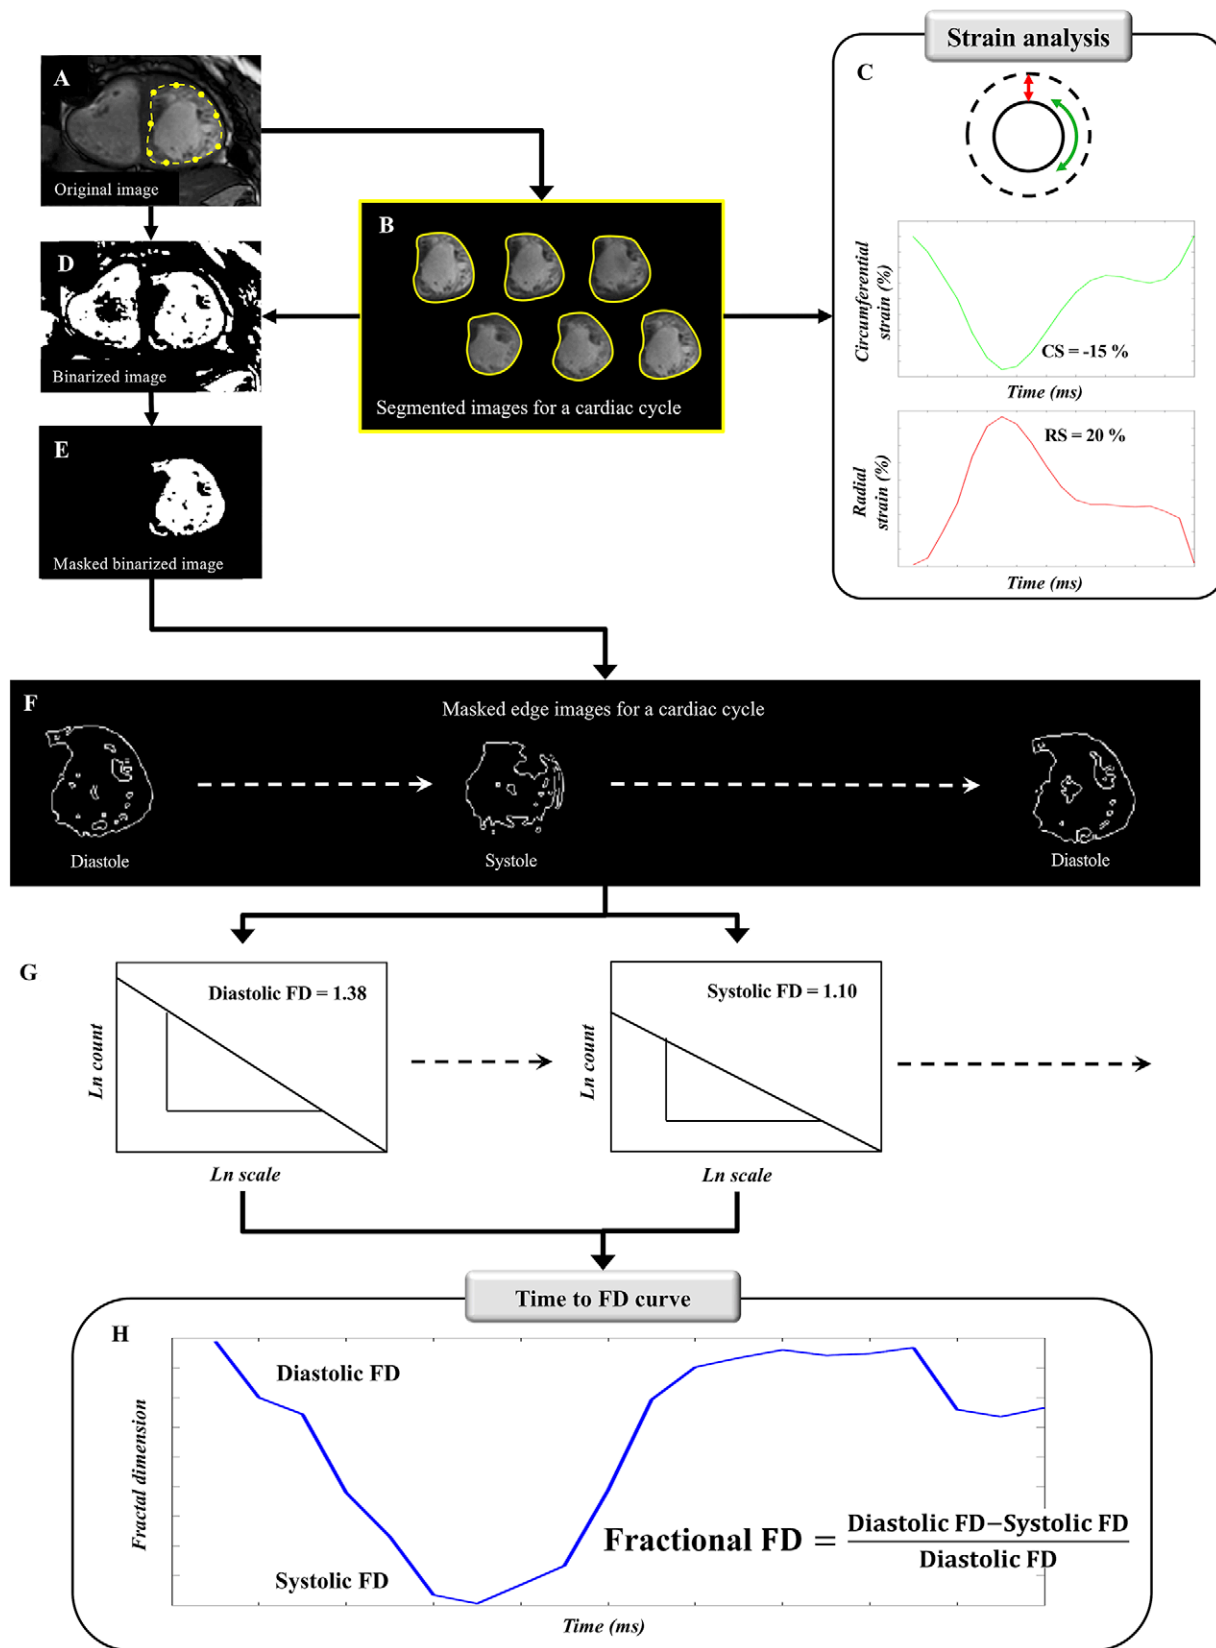 A
Original image
Strain analysis
C
B
Segmented images for a cardiac cycle
Circumferential
strain (%)
CS = -15 %
Time (ms)
D
Binarized image
E
Masked binarized image
RS = 20 %
Radial
strain (%)
Time (ms)
F
Masked edge images for a cardiac cycle
Diastole
Systole
Diastole
G
Diastolic FD = 1.38
Ln count
Ln scale
Systolic FD = 1.10
Ln count
Ln scale
Time to FD curve
H
Diastolic FD
Fractal dimension
Systolic FD
Fractional FD = Diastolic FD−Systolic FD
Diastolic FD
Time (ms)